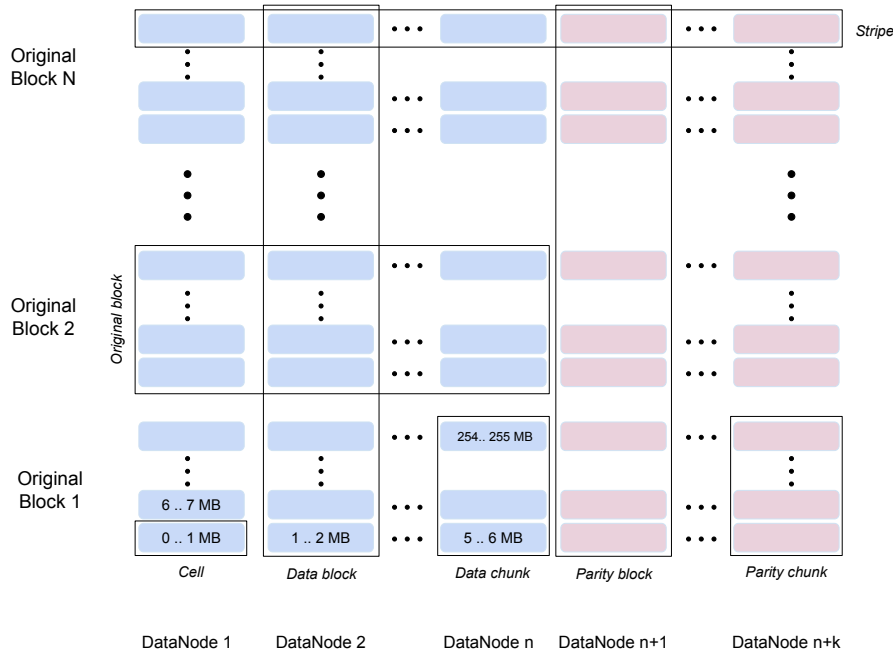 Stripe
Original
Block N
Original block
Original
Block 2
254.. 255 MB
Original
Block 1
6 .. 7 MB
0 .. 1 MB
1 .. 2 MB
5 .. 6 MB
Cell
Data block
Data chunk
Parity block
Parity chunk
DataNode 1
DataNode 2
DataNode n
DataNode n+1
DataNode n+k